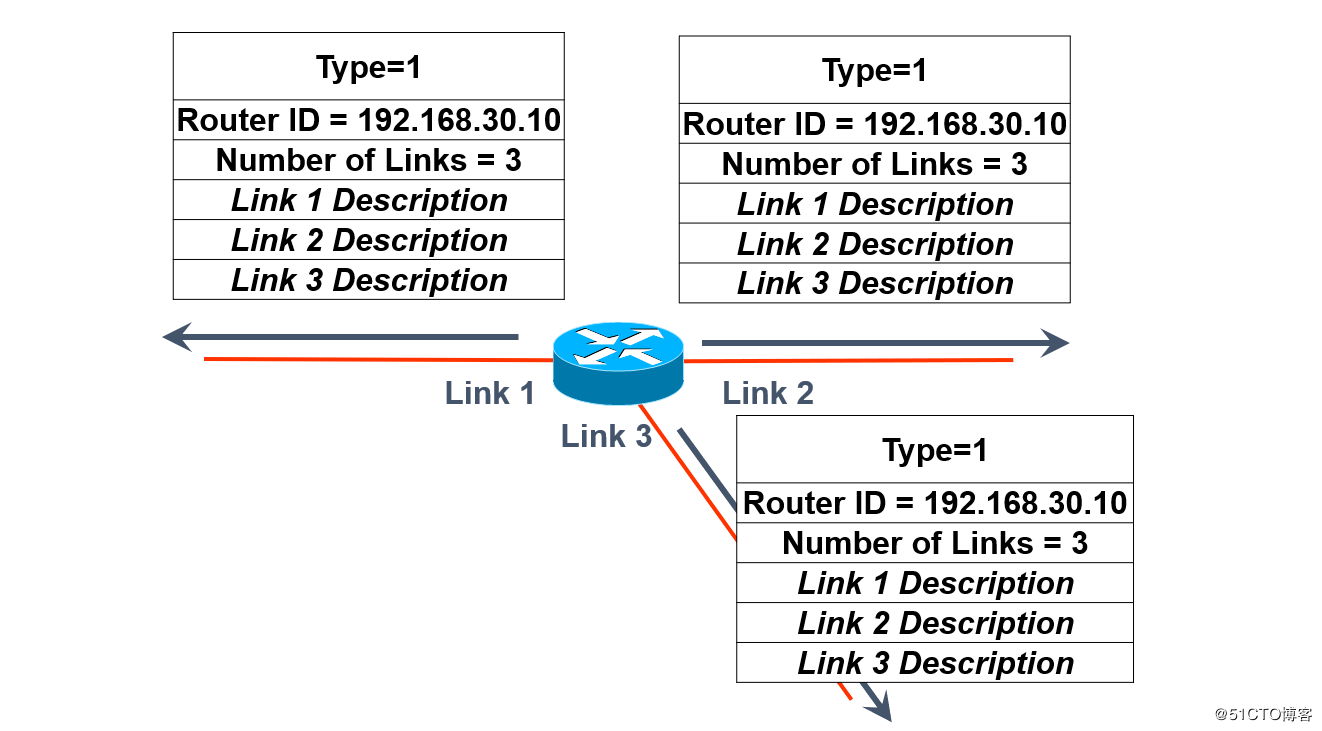 Type=1
Router ID = 192.168.30.10
Number of Links = 3
Link 1 Description
Link 2 Description
Link 3 Description
Type=1
Router ID = 192.168.30.10
Number of Links = 3
Link 1 Description
Link 2 Description
Link 3 Description
Link 1
Link 2
Link 3
Type=1
Router ID = 192.168.30.10
Number of Links = 3
Link 1 Description
Link 2 Description
Link 3 Description
@51CTO博客